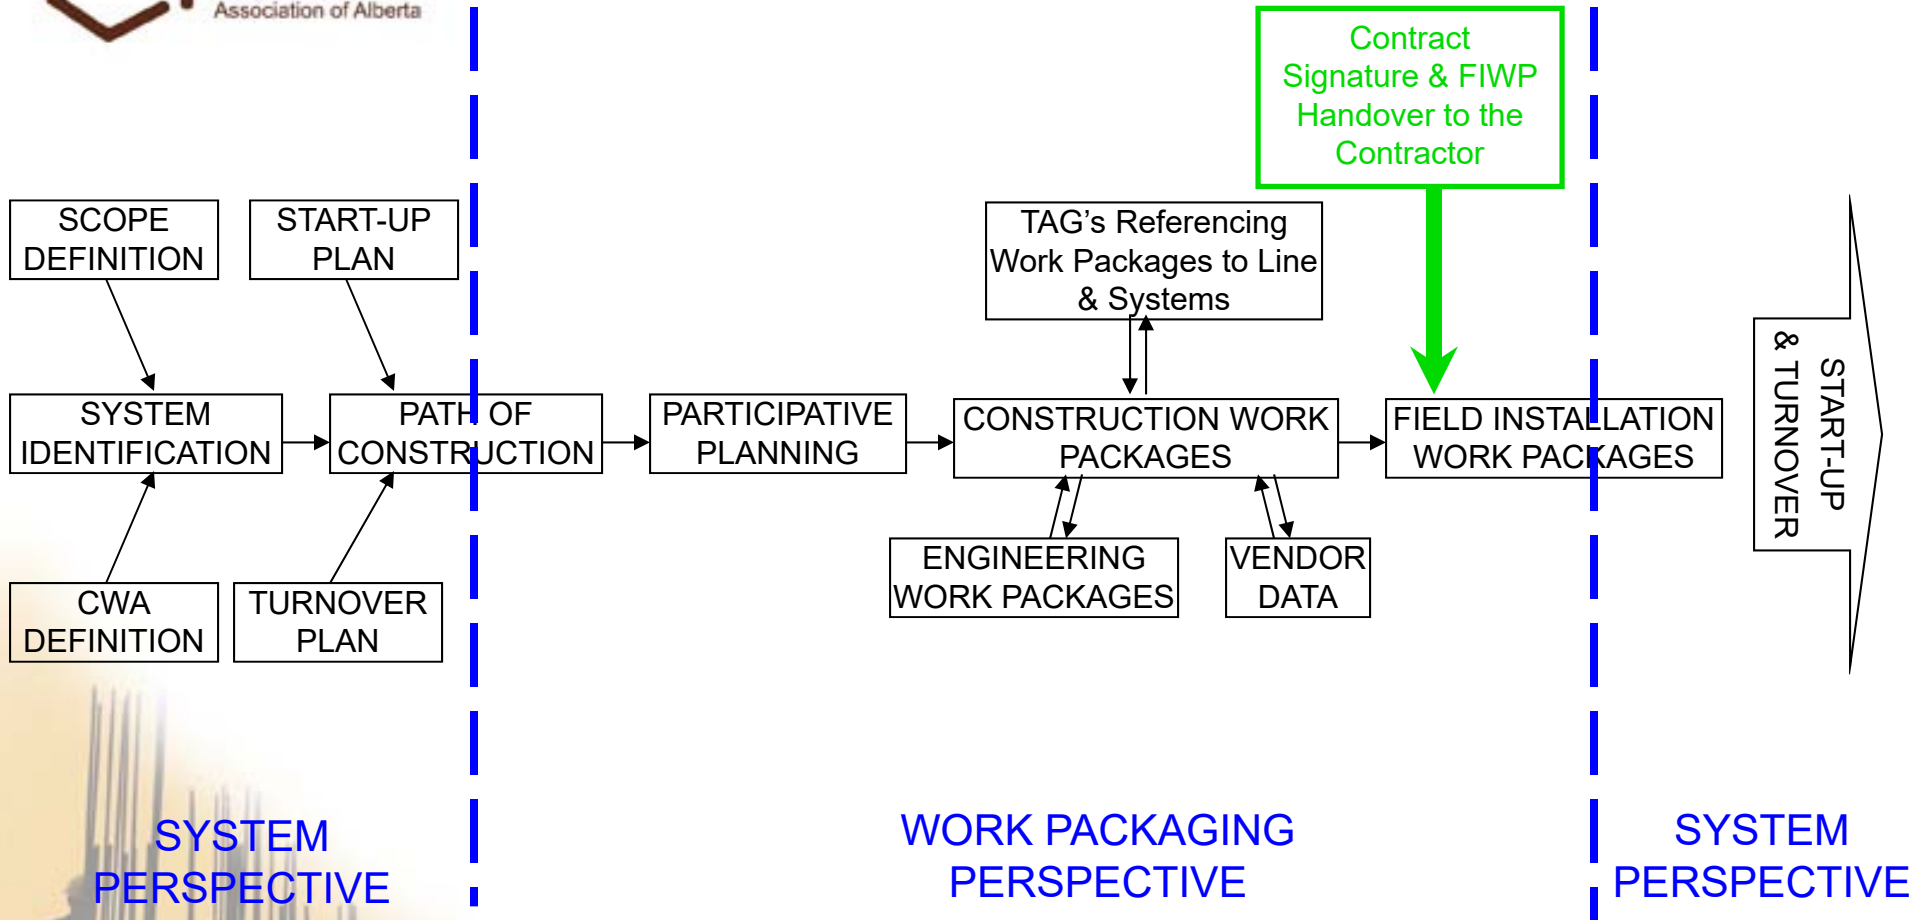 Association of Alberta
Contract
Signature & FIWP
Handover to the
Contractor
SCOPE
DEFINITION
START-UP
PLAN
TAG's Referencing
Work Packages to Line
& Systems
SYSTEM
IDENTIFICATION
PATH OF
CONSTRUCTION
PARTICIPATIVE
PLANNING
CONSTRUCTION WORK
PACKAGES
FIELD INSTALLATION
WORK PACKAGES
START-UP
& TURNOVER
CWA
DEFINITION
TURNOVER
PLAN
ENGINEERING
WORK PACKAGES
VENDOR
DATA
SYSTEM
PERSPECTIVE
WORK PACKAGING
PERSPECTIVE
SYSTEM
PERSPECTIVE